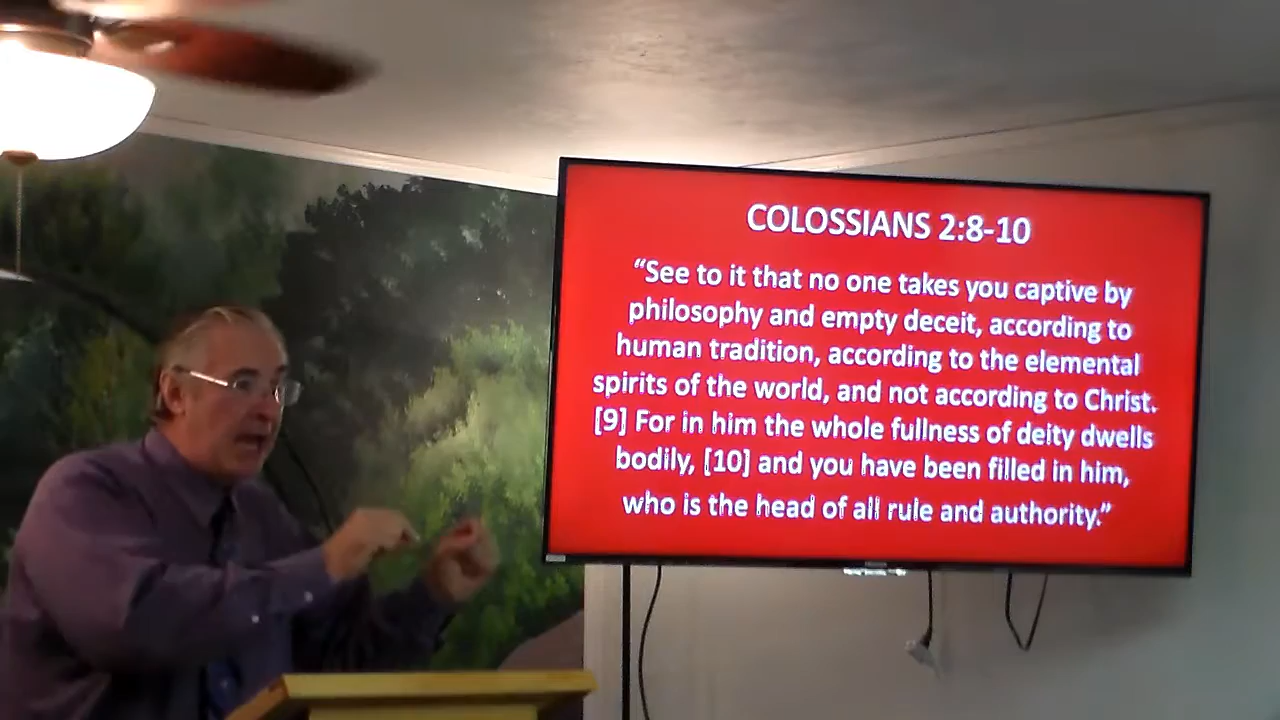 COLOSSIANS 2:8-10
“See to it that no one takes you captive by
philosophy and empty deceit, according to
human tradition, according to the elemental
spirits of the world, and not according to Christ.
[9] For in him the whole fullness of deity dwells
bodily, [10] and you have been filled in him,
who is the head of all rule and authority.”